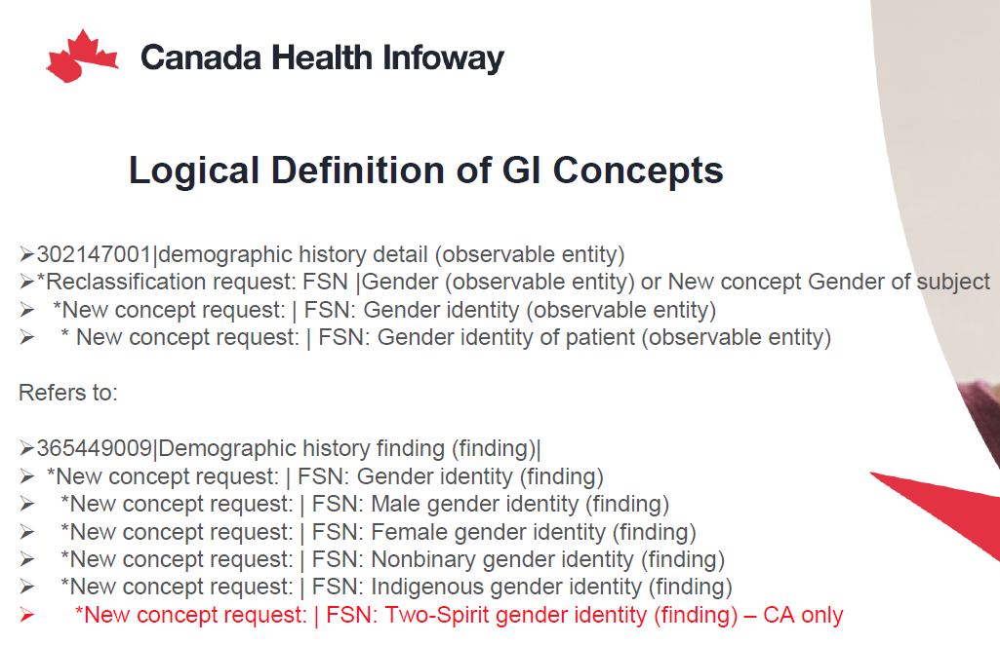 Canada Health Infoway
Logical Definition of GI Concepts
➢302147001|demographic history detail (observable entity)
➢*Reclassification request: FSN |Gender (observable entity) or New concept Gender of subject
➢ *New concept request: | FSN: Gender identity (observable entity)
➢ * New concept request: | FSN: Gender identity of patient (observable entity)
Refers to:
➢365449009|Demographic history finding (finding)|
➢ *New concept request: | FSN: Gender identity (finding)
➢ *New concept request: | FSN: Male gender identity (finding)
➢ *New concept request: | FSN: Female gender identity (finding)
➢ *New concept request: | FSN: Nonbinary gender identity (finding)
➢ *New concept request: | FSN: Indigenous gender identity (finding)
➢ *New concept request: | FSN: Two-Spirit gender identity (finding) – CA only